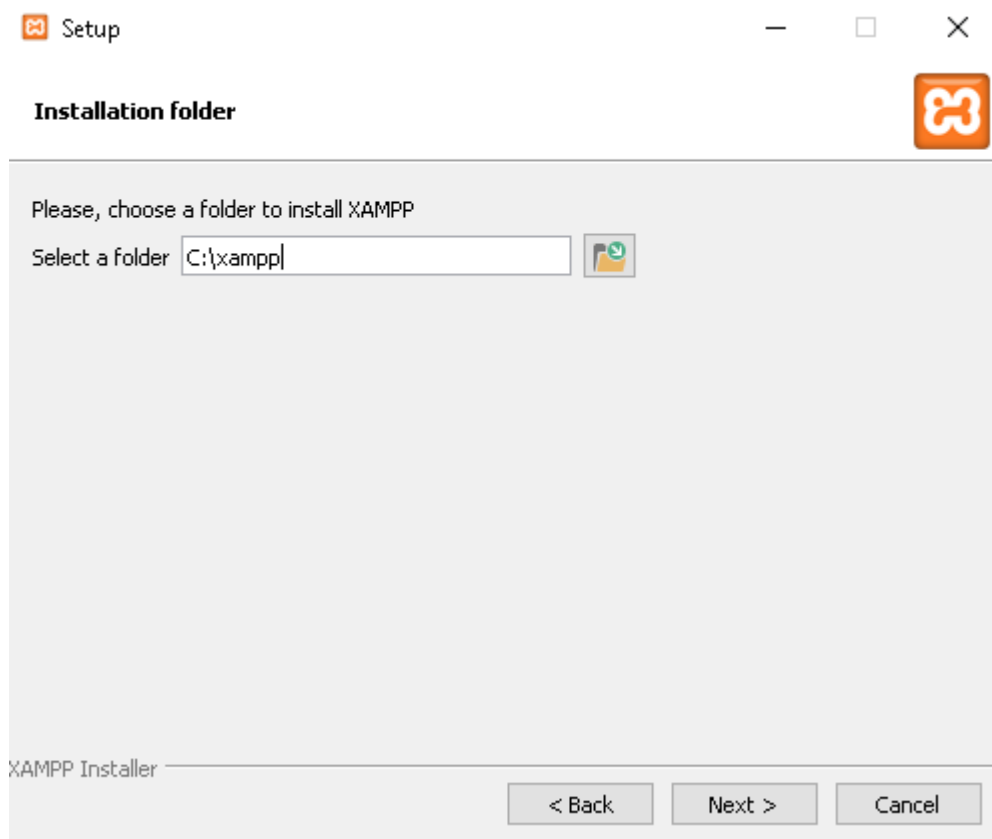 Setup
Installation folder
Please, choose a folder to install XAMPP
Select a folder C:\xampp
XAMPP Installer
< Back Next > Cancel